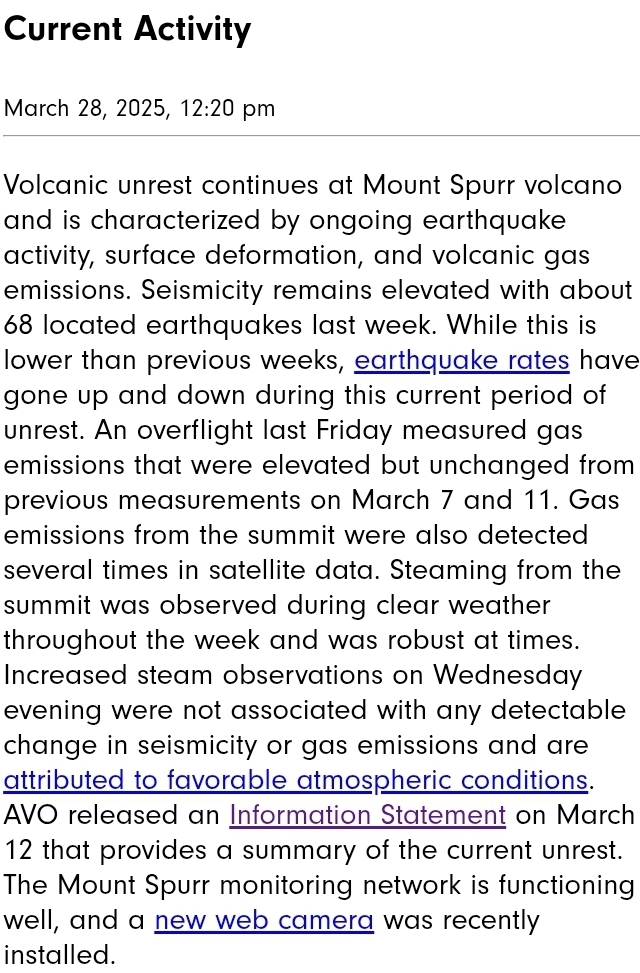 Current Activity
March 28, 2025, 12:20 pm
Volcanic unrest continues at Mount Spurr volcano
and is characterized by ongoing earthquake
activity, surface deformation, and volcanic gas
emissions. Seismicity remains elevated with about
68 located earthquakes last week. While this is
lower than previous weeks, earthquake rates have
gone up and down during this current period of
unrest. An overflight last Friday measured gas
emissions that were elevated but unchanged from
previous measurements on March 7 and 11. Gas
emissions from the summit were also detected
several times in satellite data. Steaming from the
summit was observed during clear weather
throughout the week and was robust at times.
Increased steam observations on Wednesday
evening were not associated with any detectable
change in seismicity or gas emissions and are
attributed to favorable atmospheric conditions.
AVO released an Information Statement on March
12 that provides a summary of the current unrest.
The Mount Spurr monitoring network is functioning
well, and a new web camera was recently
installed.